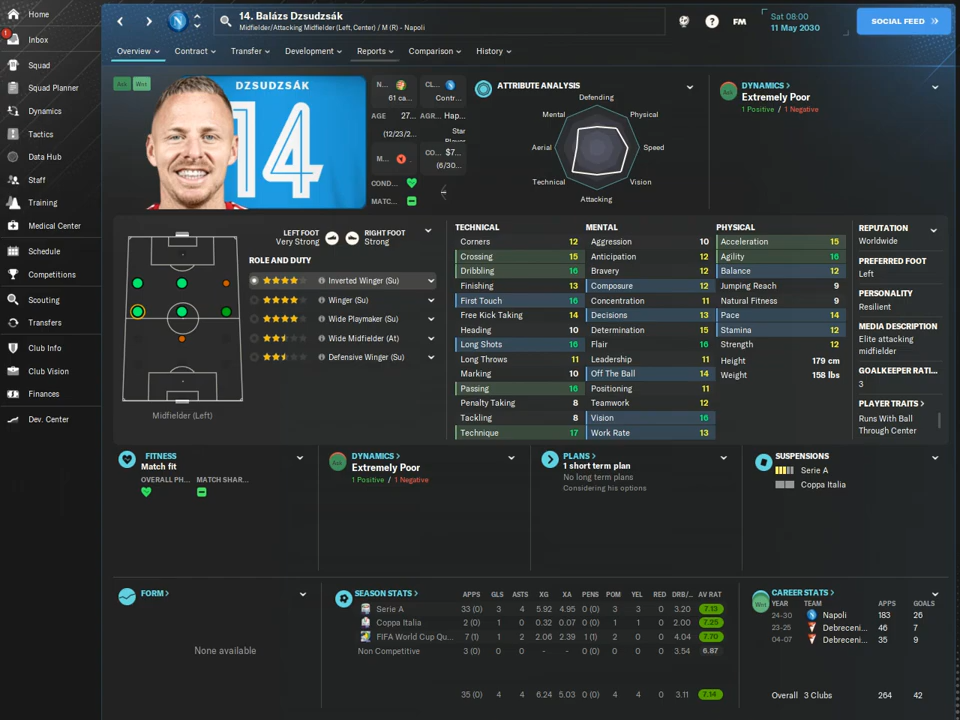 Home
14. Balázs Dzsudzsák
Midfielder/Attacking Midfielder (Left, Center) / M (R) - Napoli
FM
Sat 08:00
11 May 2030
SOCIAL FEED
1
Inbox
Squad
Squad Planner
Dynamics
Tactics
Data Hub
Staff
Training
Medical Center
Schedule
Competitions
Scouting
Transfers
Club Info
Club Vision
Finances
Dev. Center
Overview
Contract
Transfer
Development
Reports
Comparison
History
Wnt
DZSUDZSÁK
14
N...
61 ca...
CL...
Contr...
AGE 27...
(12/23/2...
AGR... Hap...
Star
Player
M...
CO... $7...
(6/30...
COND...
MATC...
ATTRIBUTE ANALYSIS
Defending
Mental
Physical
Aerial
Speed
Technical
Vision
Attacking
DYNAMICS >
Extremely Poor
1 Positive / 1 Negative
LEFT FOOT
Very Strong
RIGHT FOOT
Strong
ROLE AND DUTY
Inverted Winger (Su)
Winger (Su)
Wide Playmaker (Su)
Wide Midfielder (At)
Defensive Winger (Su)
Midfielder (Left)
TECHNICAL
Corners 12
Crossing 15
Dribbling 16
Finishing 13
First Touch 16
Free Kick Taking 14
Heading 10
Long Shots 16
Long Throws 11
Marking 10
Passing 16
Penalty Taking 8
Tackling 8
Technique 17
MENTAL
Aggression 10
Anticipation 12
Bravery 12
Composure 12
Concentration 11
Decisions 13
Determination 15
Flair 16
Leadership 11
Off The Ball 14
Positioning 11
Teamwork 12
Vision 16
Work Rate 13
PHYSICAL
Acceleration 15
Agility 16
Balance 12
Jumping Reach 9
Natural Fitness 9
Pace 14
Stamina 12
Strength 12
Height 179 cm
Weight 158 lbs
REPUTATION
Worldwide
PREFERRED FOOT
Left
PERSONALITY
Resilient
MEDIA DESCRIPTION
Elite attacking
midfielder
GOALKEEPER RATI...
3
PLAYER TRAITS >
Runs With Ball
Through Center
FITNESS
Match fit
OVERALL PH... MATCH SHAR...
DYNAMICS >
Extremely Poor
1 Positive / 1 Negative
PLANS >
1 short term plan
No long term plans
Considering his options
SUSPENSIONS
Serie A
Coppa Italia
FORM >
None available
SEASON STATS > APPS GLS ASTS XG XA PENS POM YEL RED DRB/... AV RAT
Serie A 33 (0) 3 4 5.92 4.95 0 (0) 3 3 0 3.20 7.13
Coppa Italia 2 (0) 1 0 0.32 0.07 0 (0) 1 1 0 2.00 7.25
FIFA World Cup Qu... 7 (1) 1 2 2.06 2.39 1 (1) 2 0 0 4.04 7.70
Non Competitive 3 (0) 0 0 - - 0 (0) 0 0 0 3.54 6.87
35 (0) 4 4 6.24 5.03 0 (0) 4 4 0 3.11 7.14
CAREER STATS >
YEAR TEAM APPS GOALS
24-30 Napoli 183 26
23-25 Debreceni... 46 7
04-07 Debreceni... 35 9
Overall 3 Clubs 264 42
Wnt